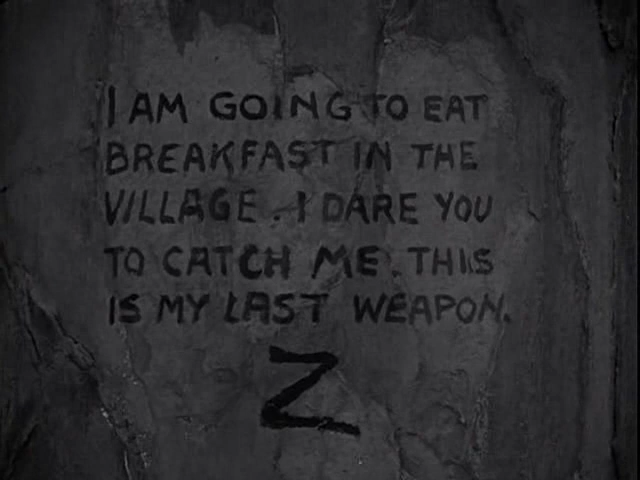 I AM GOING TO EAT
BREAKFAST IN THE
VILLAGE. I DARE YOU
TO CATCH ME. THIS
IS MY LAST WEAPON.
Z